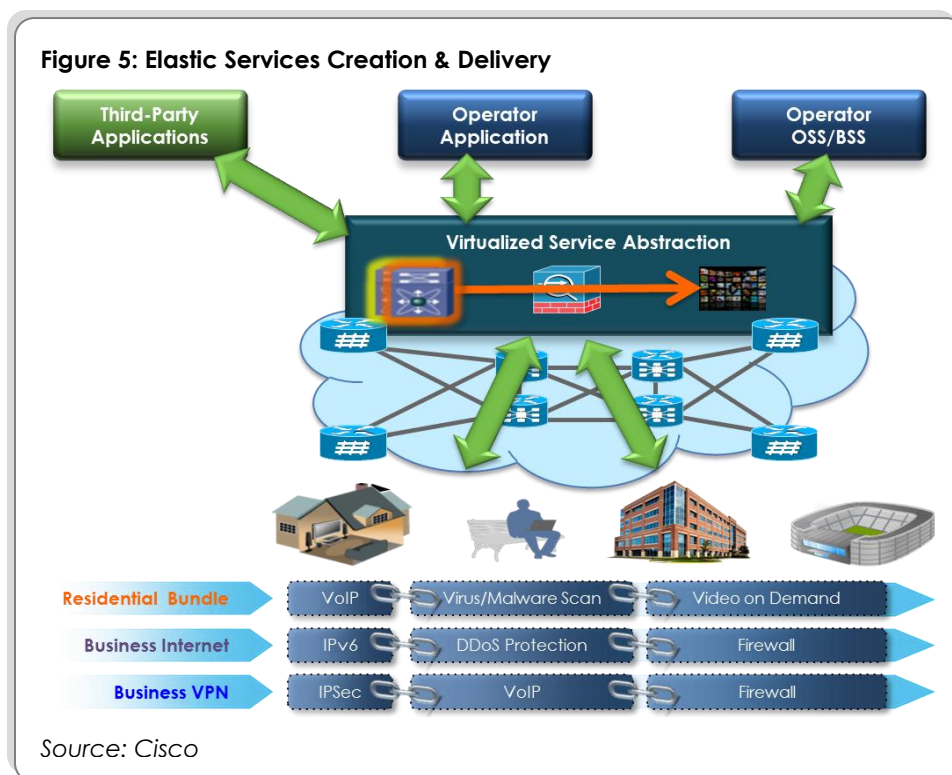 Figure 5: Elastic Services Creation & Delivery
Third-Party
Applications
Operator
Application
Operator
OSS/BSS
Virtualized Service Abstraction
Residential Bundle
VoIP
Virus/Malware Scan
Video on Demand
Business Internet
IPv6
DDoS Protection
Firewall
Business VPN
IPSec
VoIP
Firewall
Source: Cisco